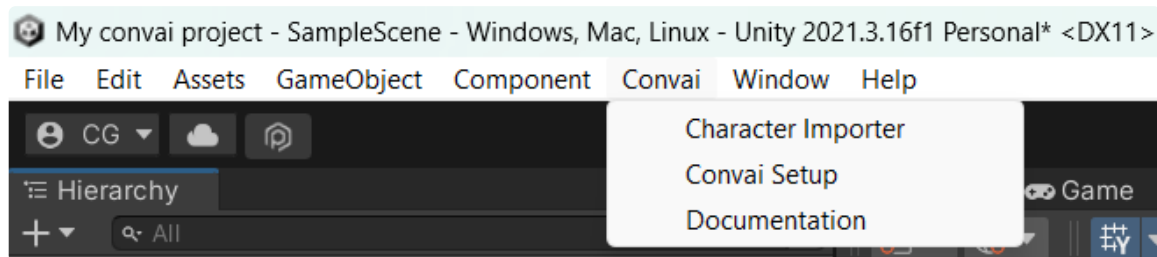 My convai project - SampleScene - Windows, Mac, Linux - Unity 2021.3.16f1 Personal* <DX11>
File Edit Assets GameObject Component Convai Window Help
Character Importer
CG
Convai Setup
Hierarchy
Game
Documentation
All
Y